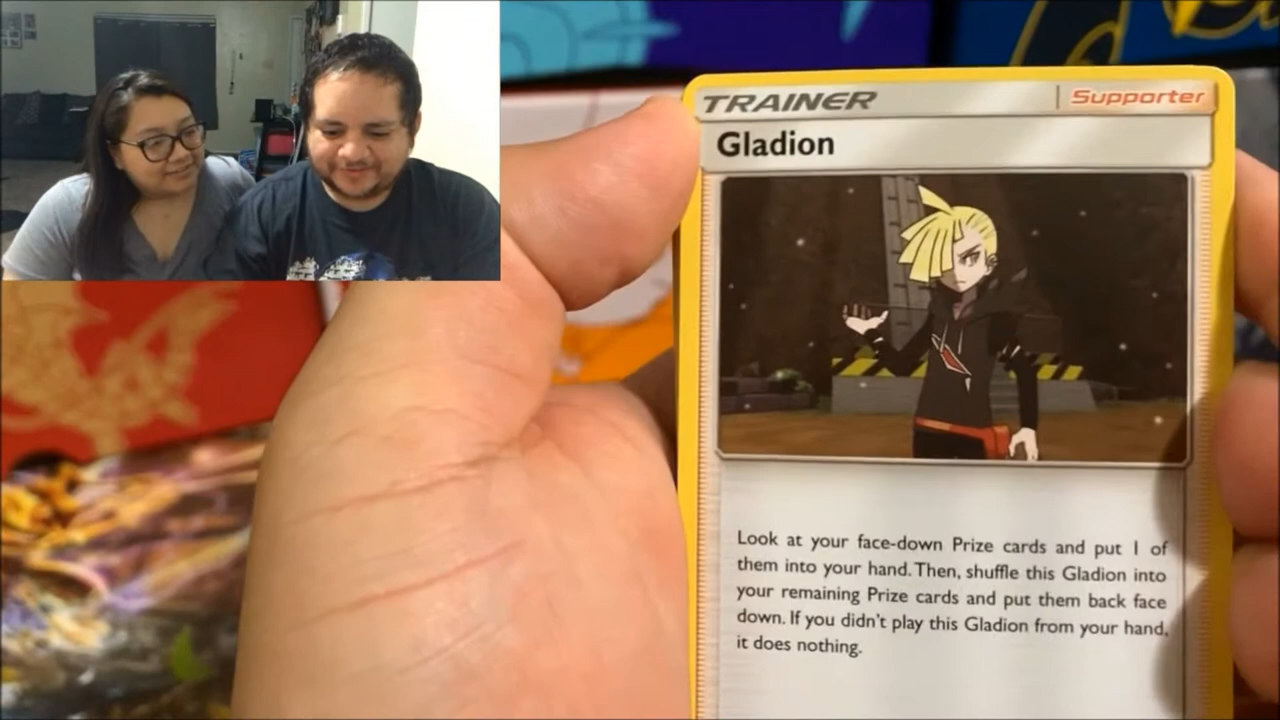 TRAINER Supporter
Gladion
Look at your face-down Prize cards and put 1 of
them into your hand. Then, shuffle this Gladion into
your remaining Prize cards and put them back face
down. If you didn't play this Gladion from your hand,
it does nothing.